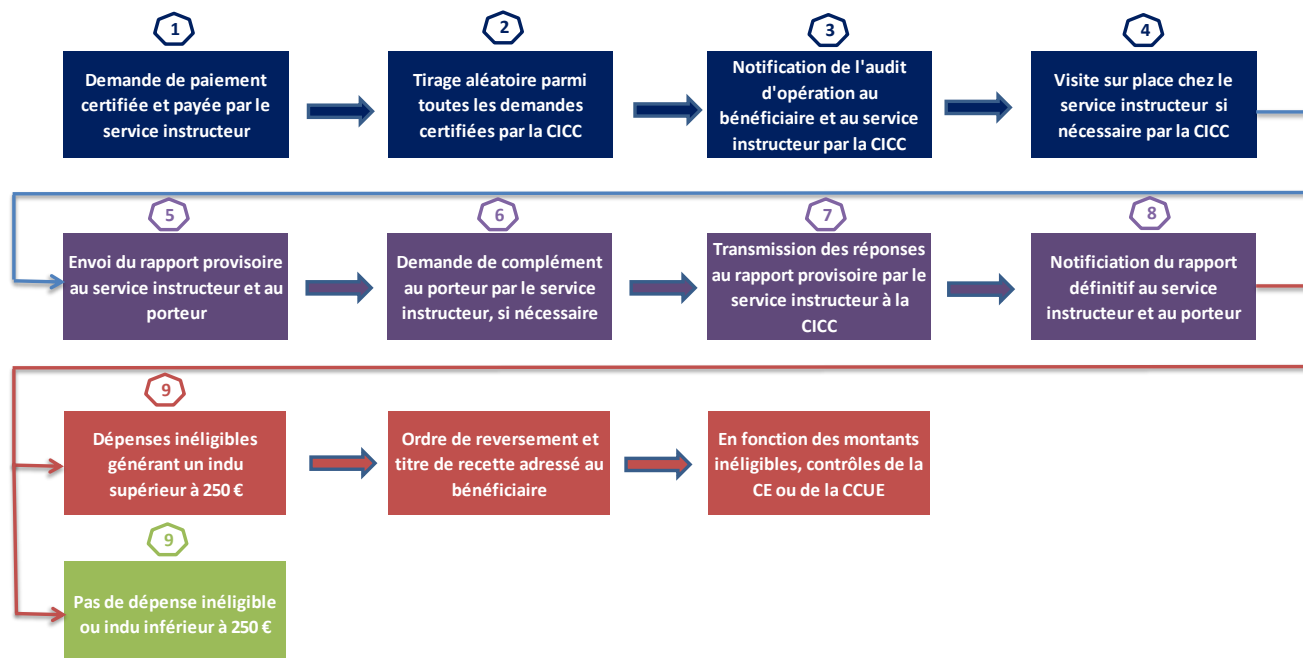 1
Demande de paiement
certifiée et payée par le
service instructeur
2
Tirage aléatoire parmi
toutes les demandes
certifiées par la CICC
3
Notification de l'audit
d'opération au
bénéficiaire et au service
instructeur par la CICC
4
Visite sur place chez le
service instructeur si
nécessaire par la CICC
5
Envoi du rapport provisoire
au service instructeur et au
porteur
6
Demande de complément
au porteur par le service
instructeur, si nécessaire
7
Transmission des réponses
au rapport provisoire par le
service instructeur à la
CICC
8
Notificiation du rapport
définitif au service
instructeur et au porteur
9
Dépenses inéligibles
générant un indu
supérieur à 250 €
Ordre de reversement et
titre de recette adressé au
bénéficiaire
En fonction des montants
inéligibles, contrôles de la
CE ou de la CCUE
9
Pas de dépense inéligible
ou indu inférieur à 250 €